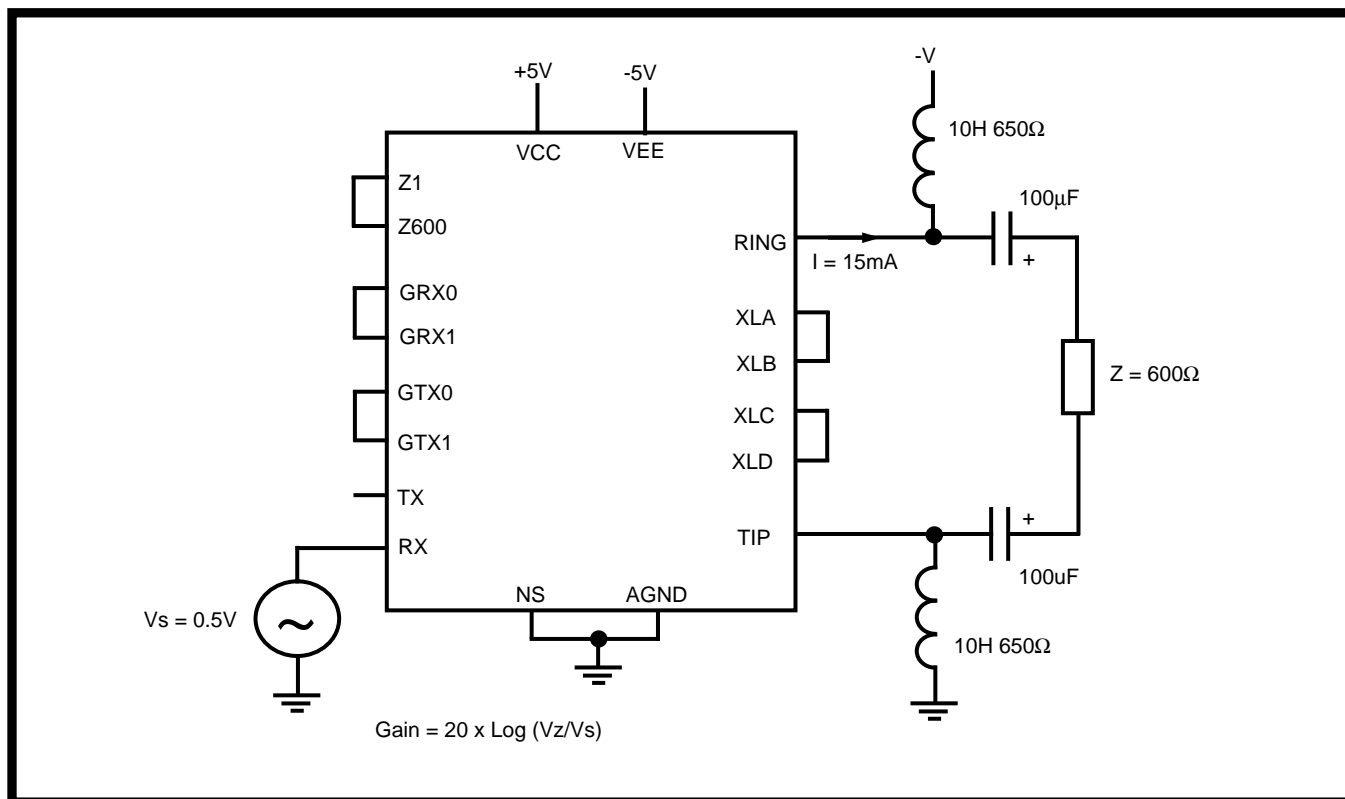 +5V
-5V
-V
VCC
VEE
10H 650Ω
Z1
Z600
100μF
+
RING
I = 15mA
GRX0
GRX1
XLA
XLB
Z = 600Ω
GTX0
GTX1
XLC
XLD
TX
RX
TIP
+
100uF
NS
AGND
Vs = 0.5V
~
10H 650Ω
Gain = 20 x Log (Vz/Vs)